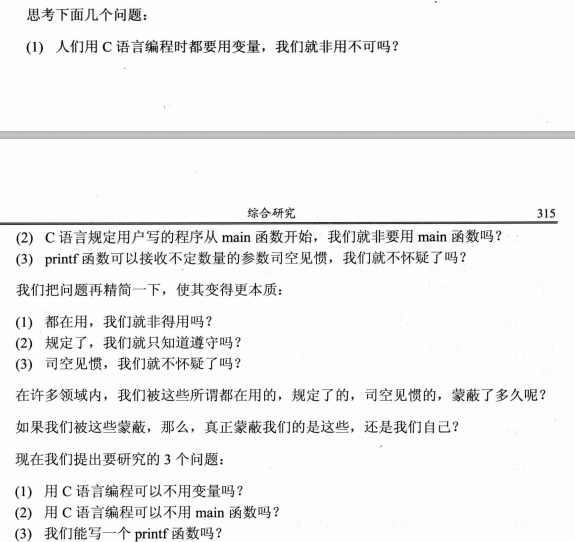 思考下面几个问题：
(1) 人们用 C 语言编程时都要用变量，我们就非用不可吗？
综合研究 315
(2) C 语言规定用户写的程序从 main 函数开始，我们就非要用 main 函数吗？
(3) printf 函数可以接收不定数量的参数司空见惯，我们就不怀疑了吗？
我们把问题再精简一下，使其变得更本质：
(1) 都在用，我们就非得用吗？
(2) 规定了，我们就只知道遵守吗？
(3) 司空见惯，我们就不怀疑了吗？
在许多领域内，我们被这些所谓都在用的，规定了的，司空见惯的，蒙蔽了多久呢？
如果我们被这些蒙蔽，那么，真正蒙蔽我们的是这些，还是我们自己？
现在我们提出要研究的 3 个问题：
(1) 用 C 语言编程可以不用变量吗？
(2) 用 C 语言编程可以不用 main 函数吗？
(3) 我们能写一个 printf 函数吗？